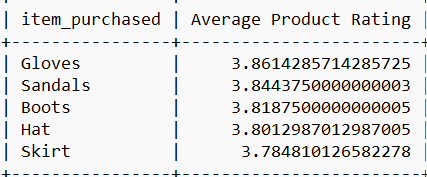 | item_purchased | Average Product Rating |
+----------------+------------------------+
| Gloves | 3.8614285714285725 |
| Sandals | 3.8443750000000003 |
| Boots | 3.8187500000000005 |
| Hat | 3.8012987012987005 |
| Skirt | 3.784810126582278 |
+----------------+------------------------+